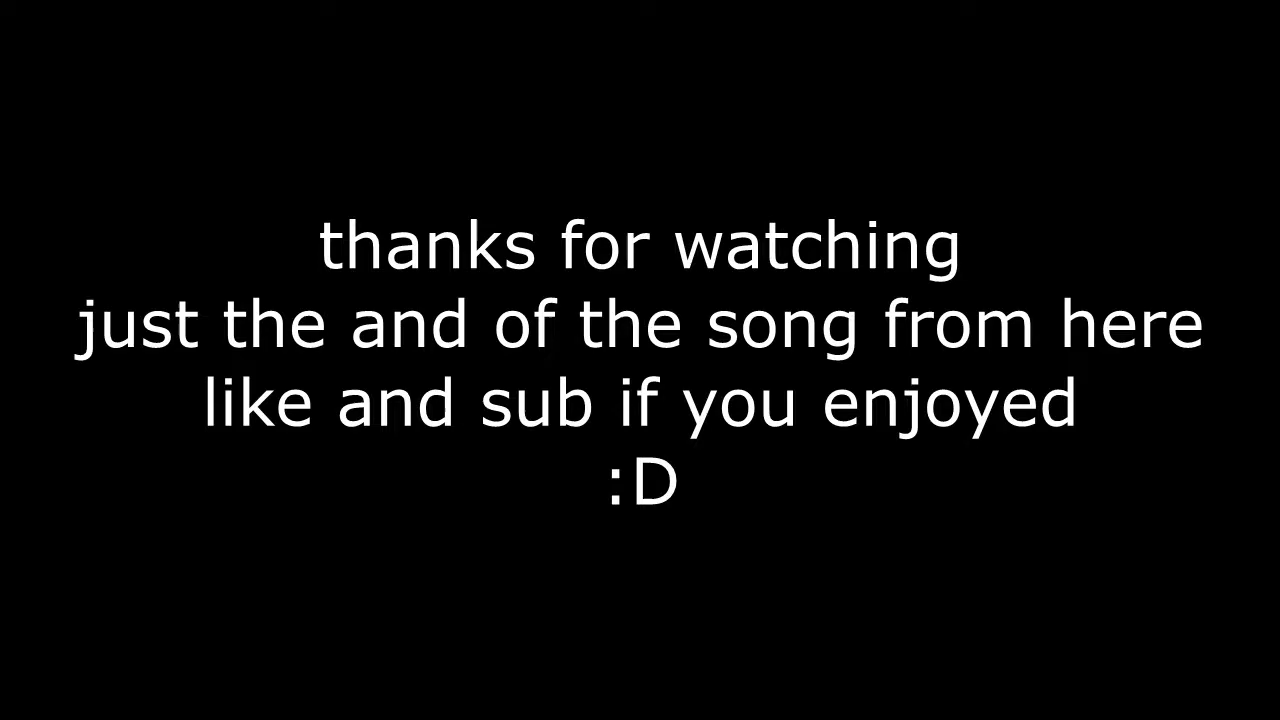 thanks for watching
just the and of the song from here
like and sub if you enjoyed
:D